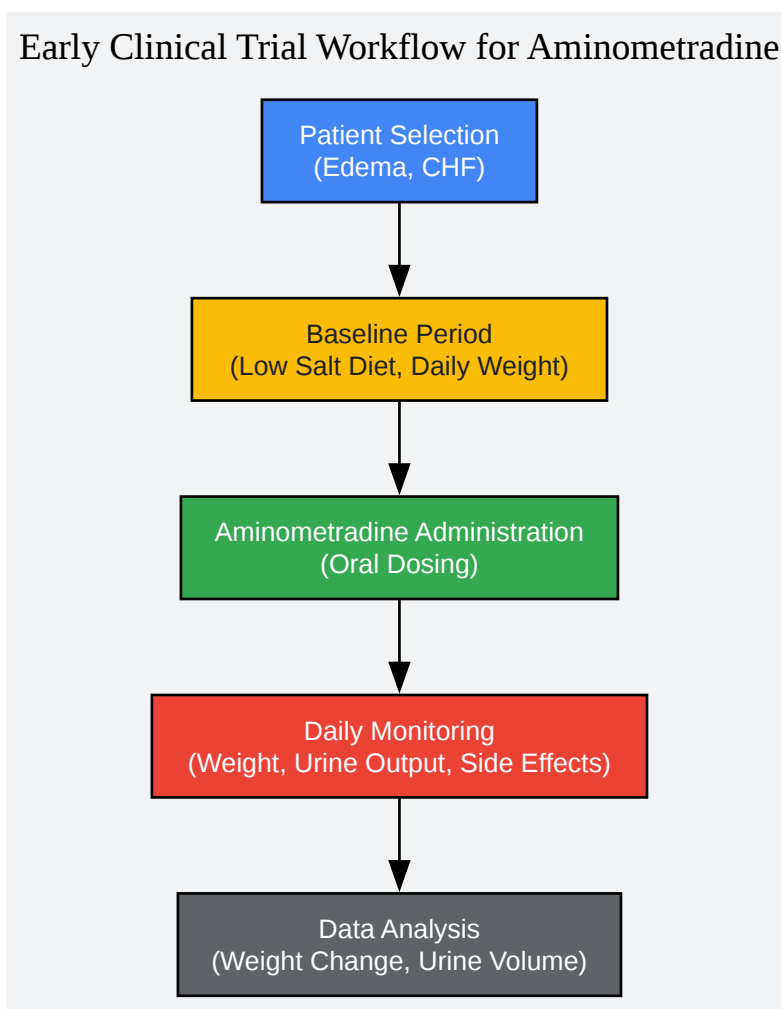 Early Clinical Trial Workflow for Aminometradine
Patient Selection
(Edema, CHF)
Baseline Period
(Low Salt Diet, Daily Weight)
Aminometradine Administration
(Oral Dosing)
Daily Monitoring
(Weight, Urine Output, Side Effects)
Data Analysis
(Weight Change, Urine Volume)